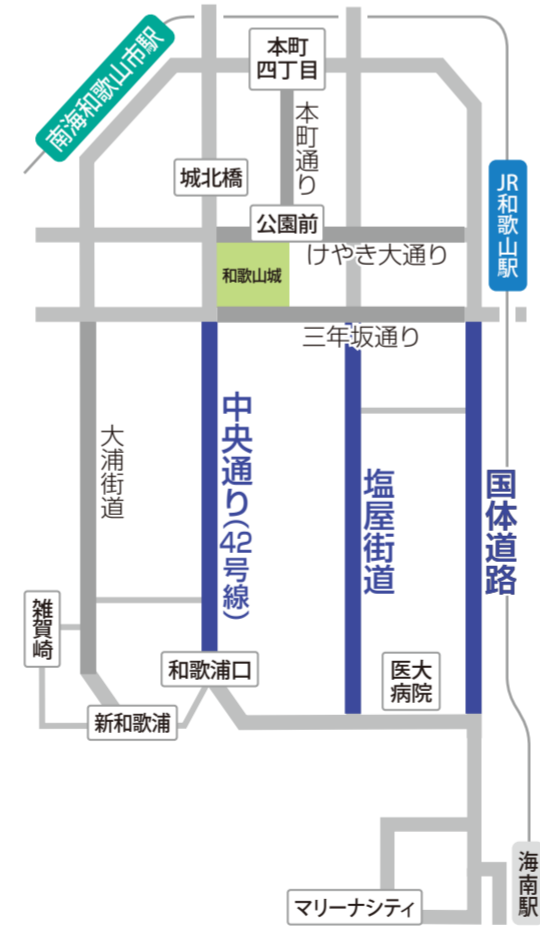 南海和歌山市駅
本町
四丁目
本町通り
城北橋
JR和歌山駅
公園前
けやき大通り
和歌山城
三年坂通り
大浦街道
中央通り(42号線)
塩屋街道
国体道路
雑賀崎
和歌浦口
医大
病院
新和歌浦
海南駅
マリーナシティ